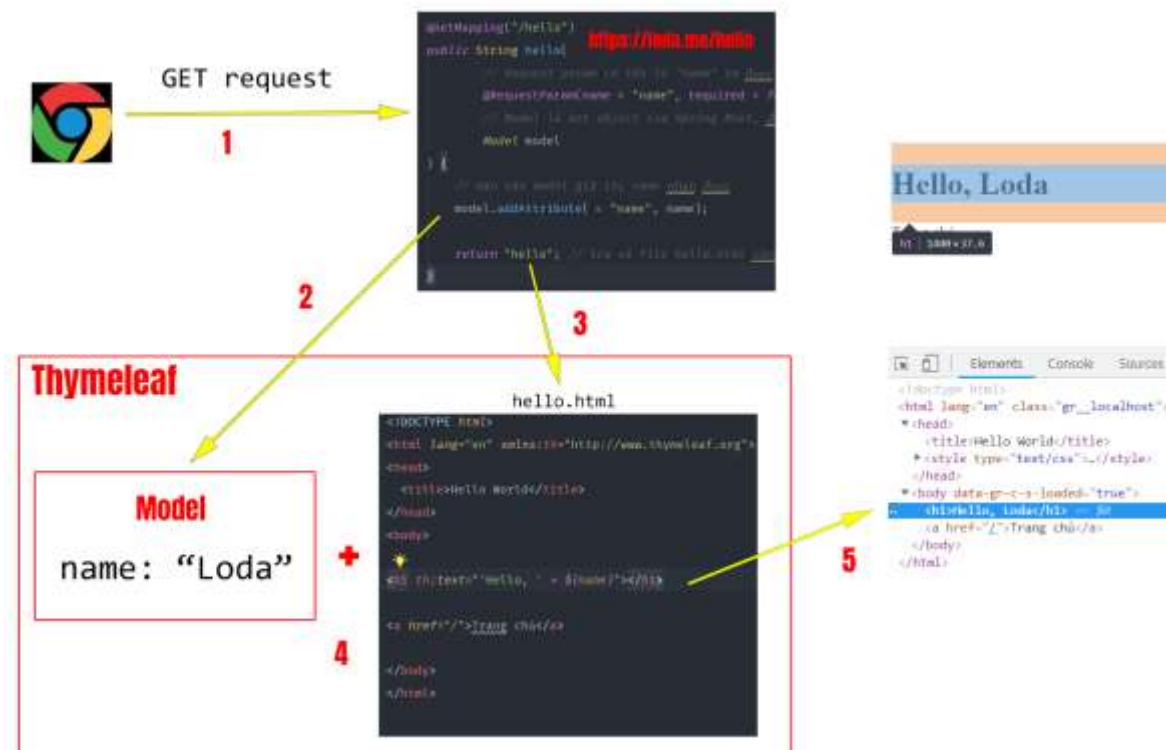 GET request
1
@GetMapping("/hello")
https://loda.me/hello
public String hello(
// Request param
@RequestParam(name = "name", required =
// Model
Model model
) {
model.addAttribute( = "name", name);
return "hello"; //
}
2
3
Thymeleaf
Model
name: “Loda”
+
4
hello.html
<!DOCTYPE html>
<html lang="en" xmlns:th="http://www.thymeleaf.org">
<head>
<title>Hello World</title>
</head>
<body>
<h1 th:text="'Hello, ' + ${name}"></h1>
<a href="/">Trang chủ</a>
</body>
</html>
5
Hello, Loda
h1
Elements Console Sources
<!doctype html>
<html lang="en" class="gr__localhost">
<head>
<title>Hello World</title>
<style type="text/css">…</style>
</head>
<body data-gr-c-s-loaded="true">
<h1>Hello, Loda</h1> == $0
<a href="/">Trang chủ</a>
</body>
</html>